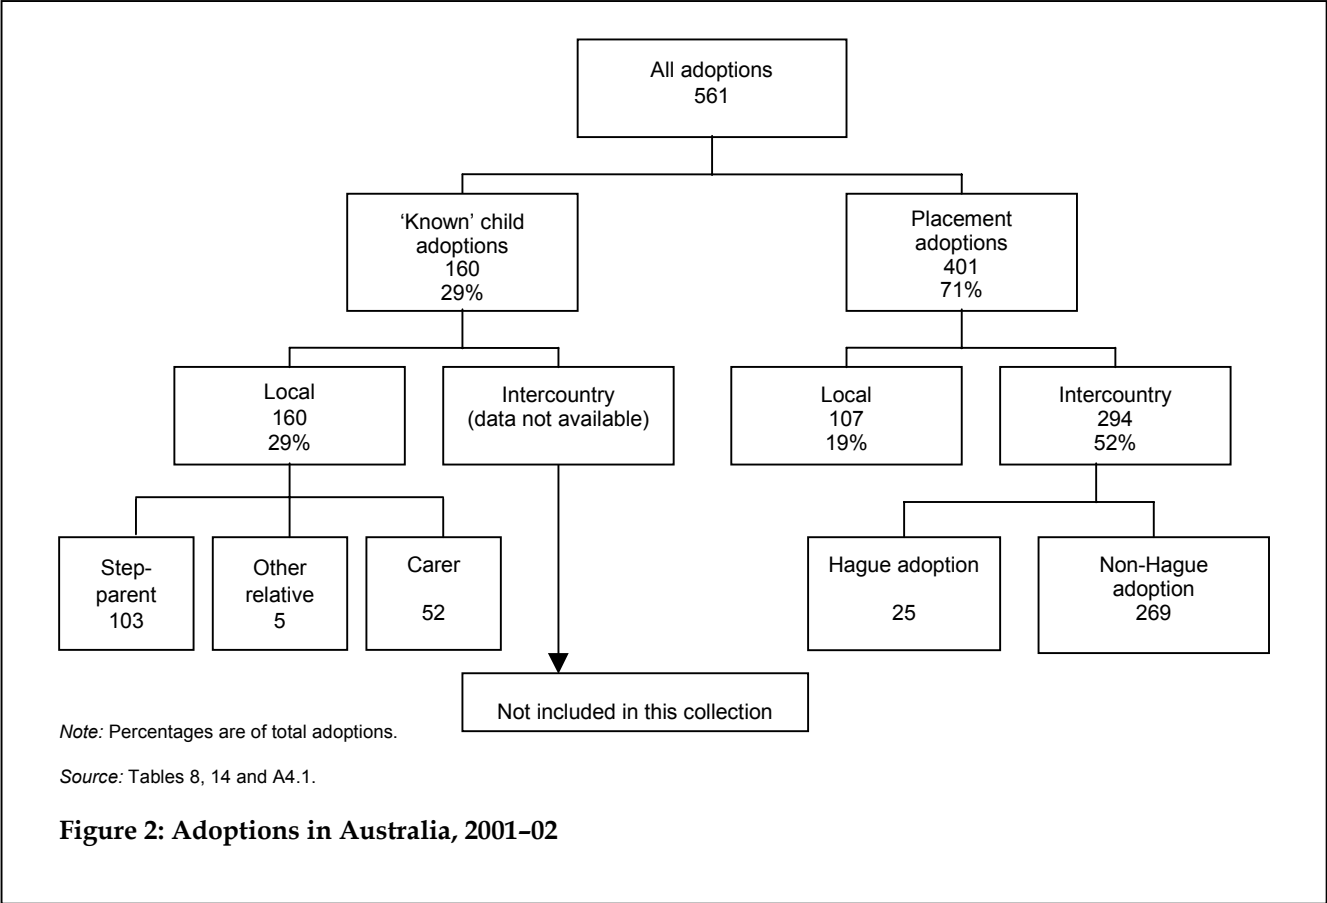 All adoptions
561
‘Known’ child
adoptions
160
29%
Placement
adoptions
401
71%
Local
160
29%
Intercountry
(data not available)
Local
107
19%
Intercountry
294
52%
Step-
parent
103
Other
relative
5
Carer
52
Hague adoption
25
Non-Hague
adoption
269
Not included in this collection
Note: Percentages are of total adoptions.
Source: Tables 8, 14 and A4.1.
Figure 2: Adoptions in Australia, 2001–02